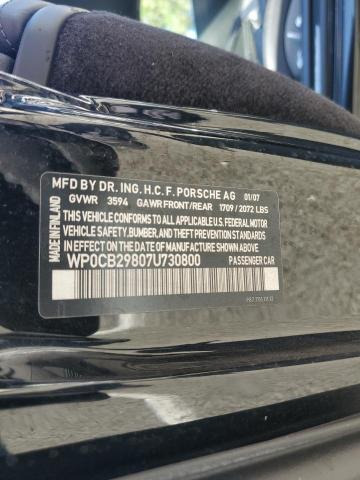 MFD BY DR. ING. H.C. F. PORSCHE AG 01/07
GVWR 3594 GAWR FRONT/REAR 1709 / 2072 LBS
THIS VEHICLE CONFORMS TO ALL APPLICABLE U.S. FEDERAL MOTOR
VEHICLE SAFETY, BUMPER, AND THEFT PREVENTION STANDARDS
IN EFFECT ON THE DATE OF MANUFACTURE SHOWN ABOVE.
WP0CB29807U730800 PASSENGER CAR
MADE IN FINLAND